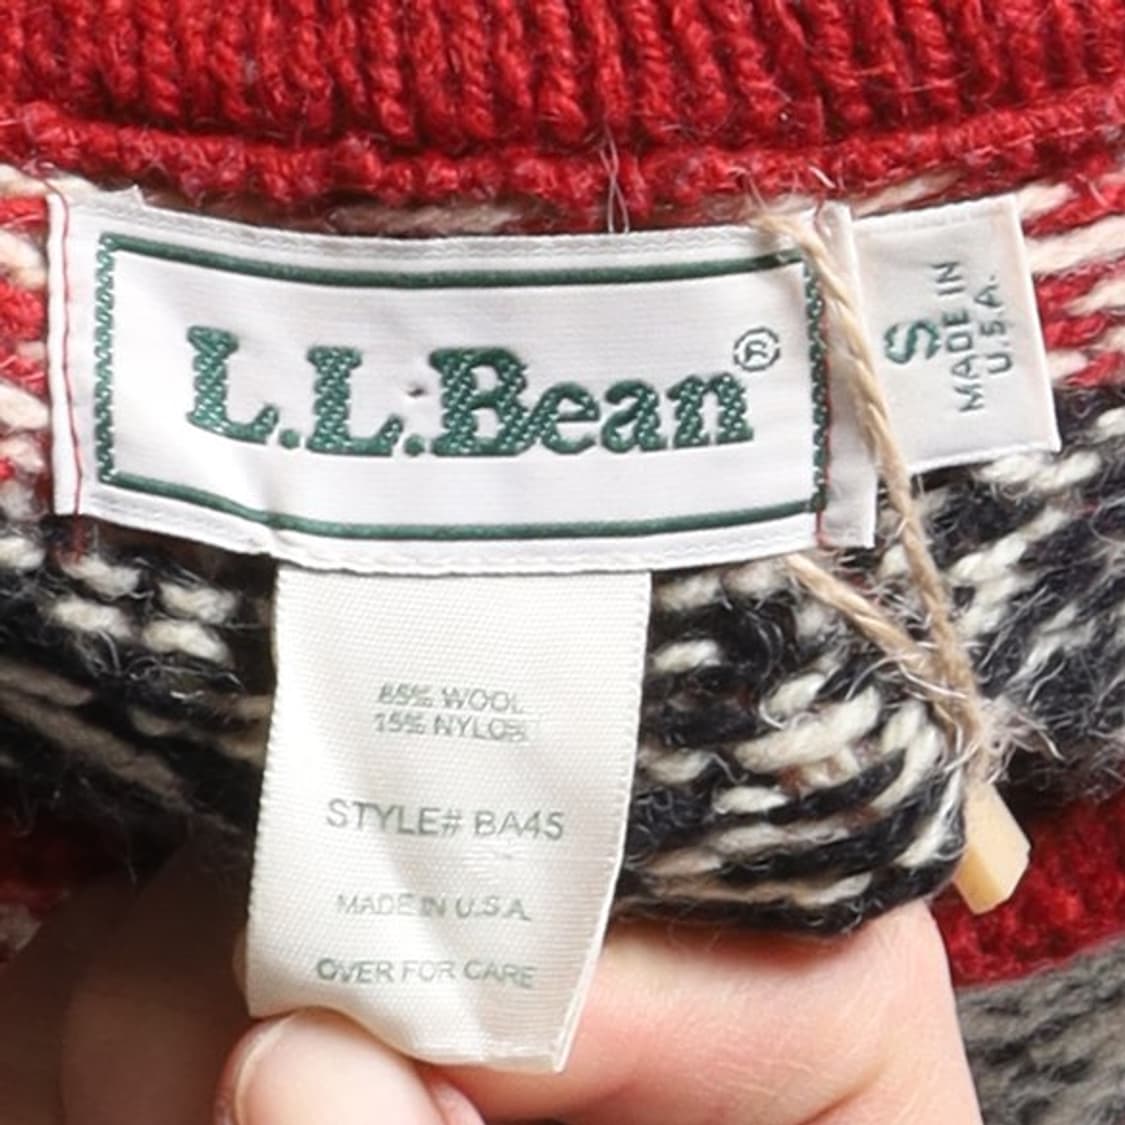 L.L.Bean®
S
MADE IN
U.S.A.
85% WOOL
15% NYLON
STYLE# BA45
MADE IN U.S.A.
OVER FOR CARE